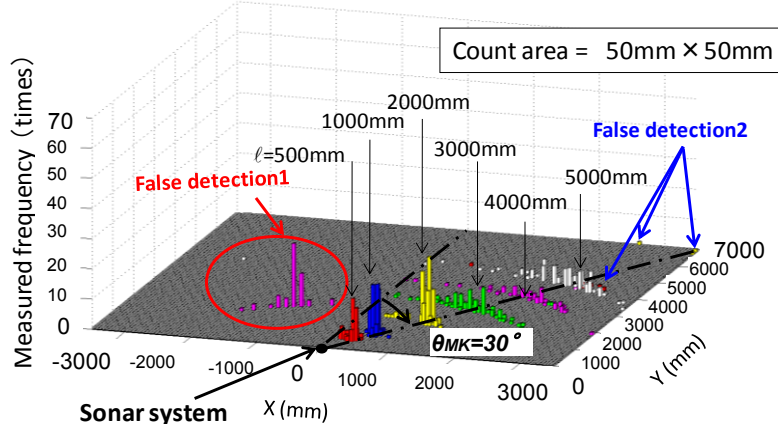 Count area = 50mm×50mm
2000mm
1000mm
ℓ=500mm
3000mm
4000mm
5000mm
False detection1
False detection2
Measured frequency (times)
70
60
50
40
30
20
10
0
-3000
-2000
-1000
0
1000
2000
3000
X (mm)
0
1000
2000
3000
4000
5000
6000
7000
Y (mm)
θMK=30°
Sonar system